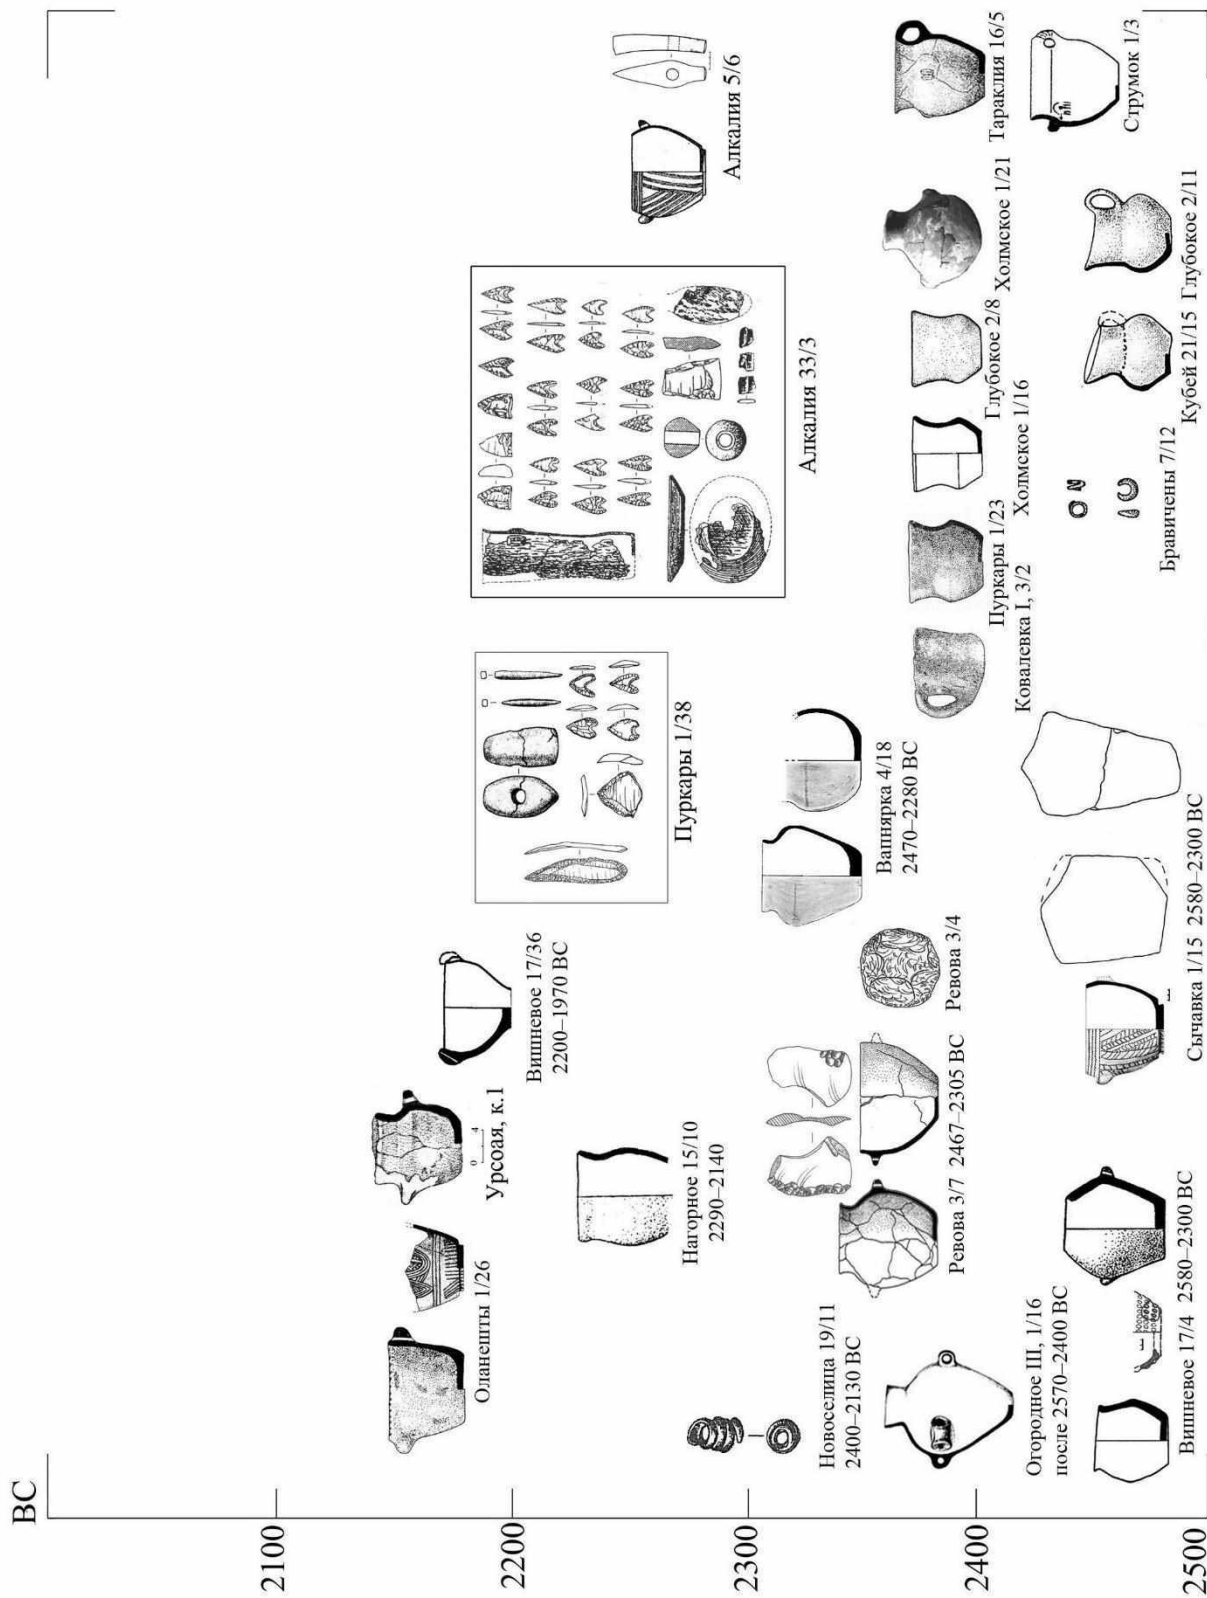 BC
2100
2200
2300
2400
2500
Оланешты 1/26
Урсоая, к.1
0 4
Вишневое 17/36
2200–1970 BC
Пуркары 1/38
Алкалия 33/3
Алкалия 5/6
Нагорное 15/10
2290–2140
Новоселица 19/11
2400–2130 BC
Ревова 3/7 2467–2305 BC
Ревова 3/4
Вапнярка 4/18
2470–2280 BC
Огородное III, 1/16
после 2570–2400 BC
Ковалевка I, 3/2
Пуркары 1/23
Холмское 1/16
Глубокое 2/8
Холмское 1/21
Тараклия 16/5
Вишневое 17/4 2580–2300 BC
Сычавка 1/15 2580–2300 BC
Бравичены 7/12
Кубей 21/15
Глубокое 2/11
Струмок 1/3